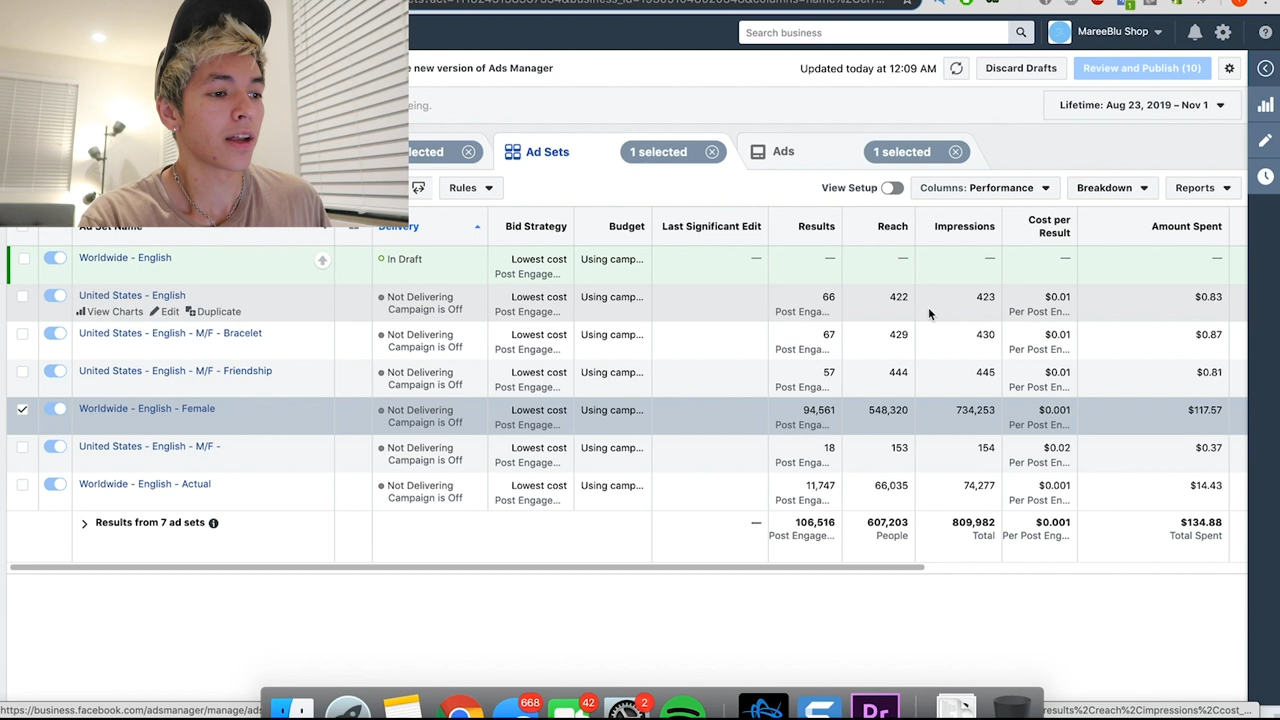 Search business
MareeBlu Shop
e new version of Ads Manager
Updated today at 12:09 AM
Discard Drafts
Review and Publish (10)
eing.
Lifetime: Aug 23, 2019 – Nov 1
lected
Ad Sets
1 selected
Ads
1 selected
Rules
View Setup
Columns: Performance
Breakdown
Reports
Ad Set Name
Delivery
Bid Strategy
Budget
Last Significant Edit
Results
Reach
Impressions
Cost per
Result
Amount Spent
Worldwide - English
In Draft
Lowest cost
Post Engage...
Using camp...
—
—
—
—
—
—
United States - English
View Charts
Edit
Duplicate
Not Delivering
Campaign is Off
Lowest cost
Post Engage...
Using camp...
66
Post Enga...
422
423
$0.01
Per Post En...
$0.83
United States - English - M/F - Bracelet
Not Delivering
Campaign is Off
Lowest cost
Post Engage...
Using camp...
67
Post Enga...
429
430
$0.01
Per Post En...
$0.87
United States - English - M/F - Friendship
Not Delivering
Campaign is Off
Lowest cost
Post Engage...
Using camp...
57
Post Enga...
444
445
$0.01
Per Post En...
$0.81
Worldwide - English - Female
Not Delivering
Campaign is Off
Lowest cost
Post Engage...
Using camp...
94,561
Post Enga...
548,320
734,253
$0.001
Per Post En...
$117.57
United States - English - M/F -
Not Delivering
Campaign is Off
Lowest cost
Post Engage...
Using camp...
18
Post Enga...
153
154
$0.02
Per Post En...
$0.37
Worldwide - English - Actual
Not Delivering
Campaign is Off
Lowest cost
Post Engage...
Using camp...
11,747
Post Enga...
66,035
74,277
$0.001
Per Post En...
$14.43
Results from 7 ad sets
—
106,516
Post Engage...
607,203
People
809,982
Total
$0.001
Per Post Eng...
$134.88
Total Spent
668
42
2
Pr
https://business.facebook.com/adsmanager/manage/ads
results%2Creach%2Cimpressions%2Ccost_...